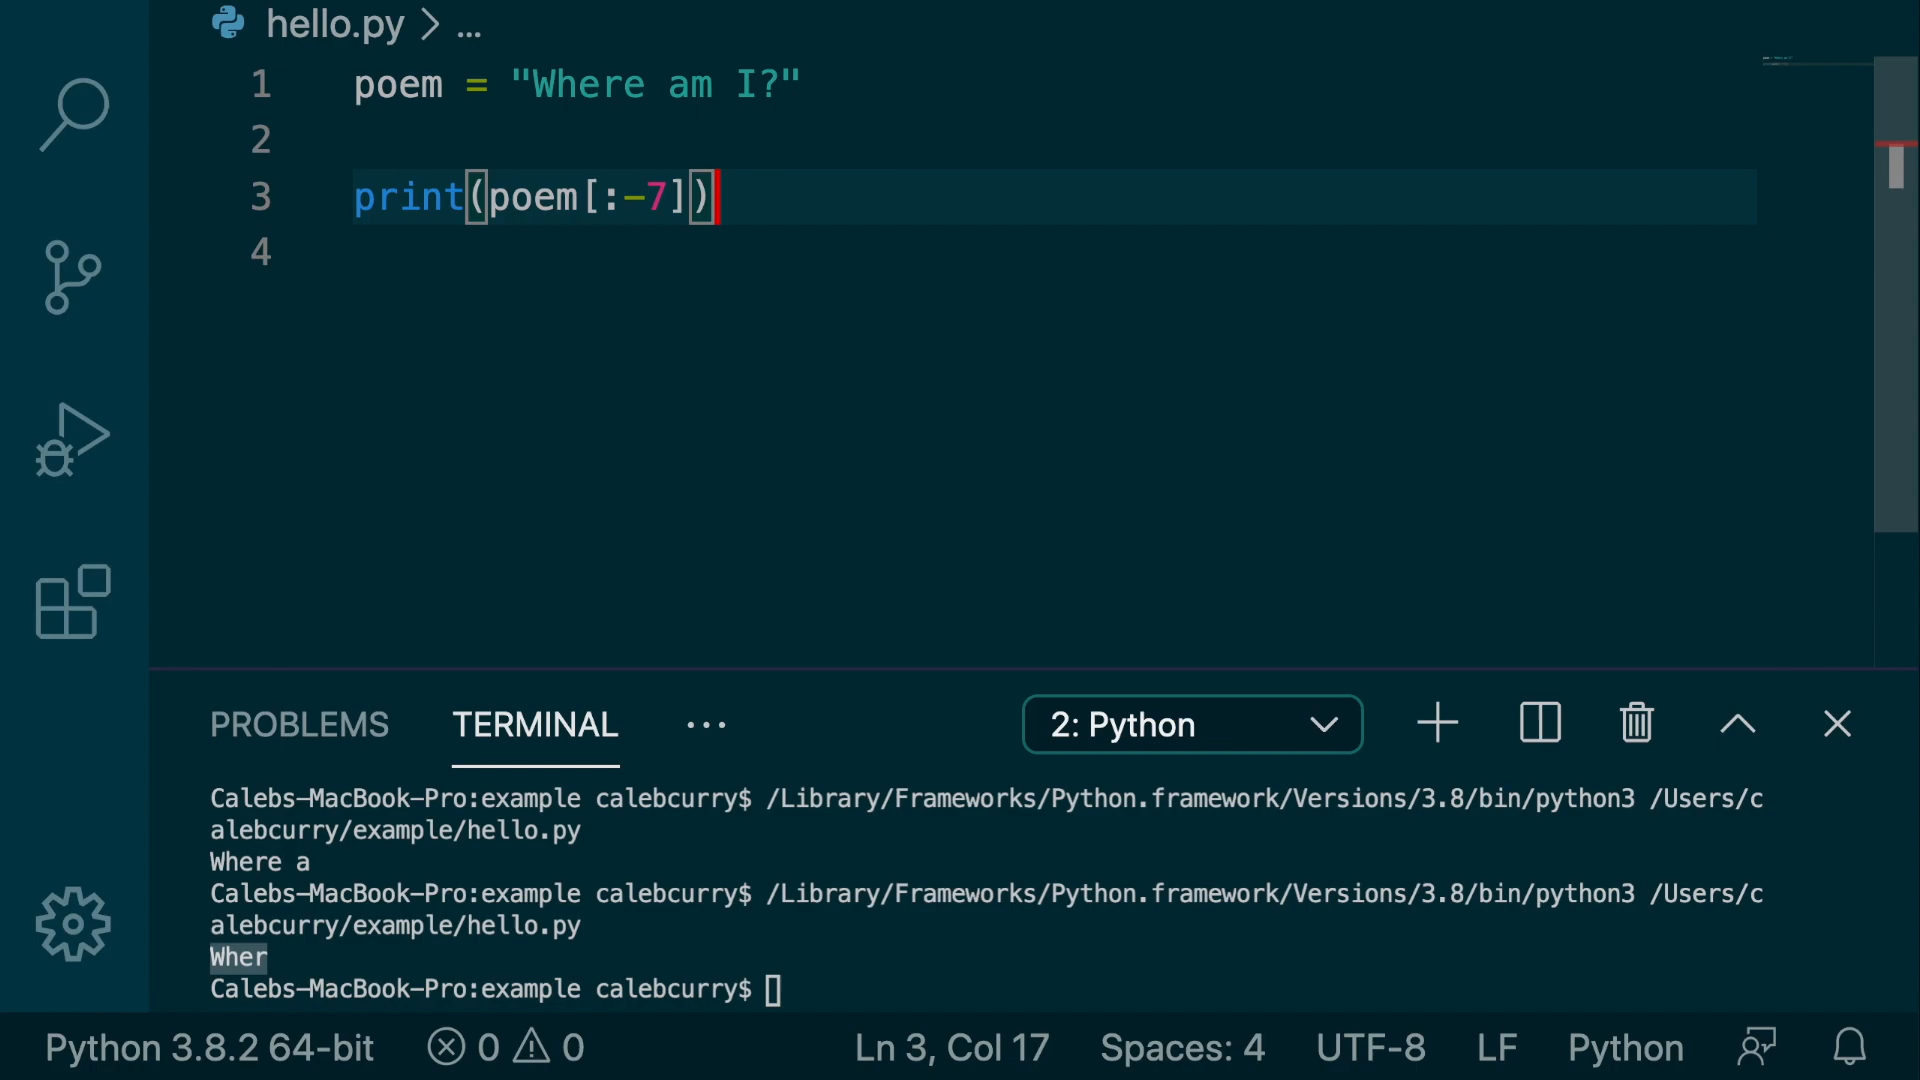 hello.py > ...
1 poem = "Where am I?"
2
3 print(poem[:-7])
4
PROBLEMS TERMINAL ... 2: Python
Calebs-MacBook-Pro:example calebcurry$ /Library/Frameworks/Python.framework/Versions/3.8/bin/python3 /Users/c
alebcurry/example/hello.py
Where a
Calebs-MacBook-Pro:example calebcurry$ /Library/Frameworks/Python.framework/Versions/3.8/bin/python3 /Users/c
alebcurry/example/hello.py
Wher
Calebs-MacBook-Pro:example calebcurry$
Python 3.8.2 64-bit 0 0 Ln 3, Col 17 Spaces: 4 UTF-8 LF Python